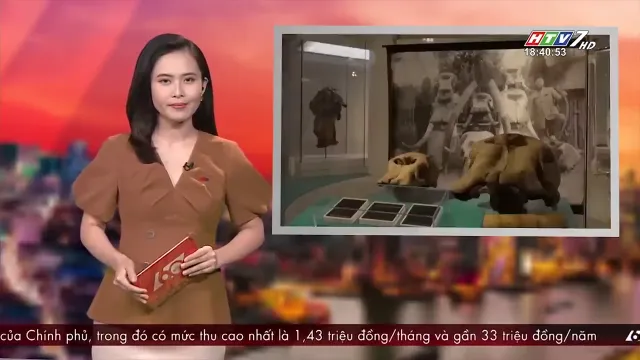 HTV7 HD
18:40:53
của Chính phủ, trong đó có mức thu cao nhất là 1,43 triệu đồng/tháng và gần 33 triệu đồng/năm